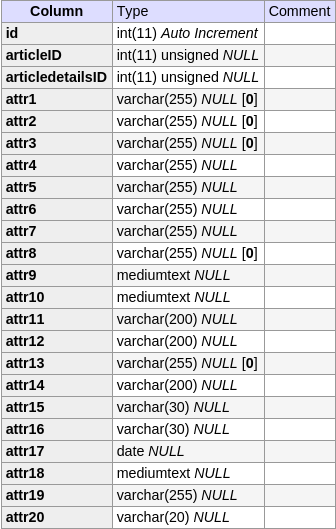 Column Type Comment
id int(11) Auto Increment
articleID int(11) unsigned NULL
articledetailsID int(11) unsigned NULL
attr1 varchar(255) NULL [0]
attr2 varchar(255) NULL [0]
attr3 varchar(255) NULL [0]
attr4 varchar(255) NULL
attr5 varchar(255) NULL
attr6 varchar(255) NULL
attr7 varchar(255) NULL
attr8 varchar(255) NULL [0]
attr9 mediumtext NULL
attr10 mediumtext NULL
attr11 varchar(200) NULL
attr12 varchar(200) NULL
attr13 varchar(255) NULL [0]
attr14 varchar(200) NULL
attr15 varchar(30) NULL
attr16 varchar(30) NULL
attr17 date NULL
attr18 mediumtext NULL
attr19 varchar(255) NULL
attr20 varchar(20) NULL